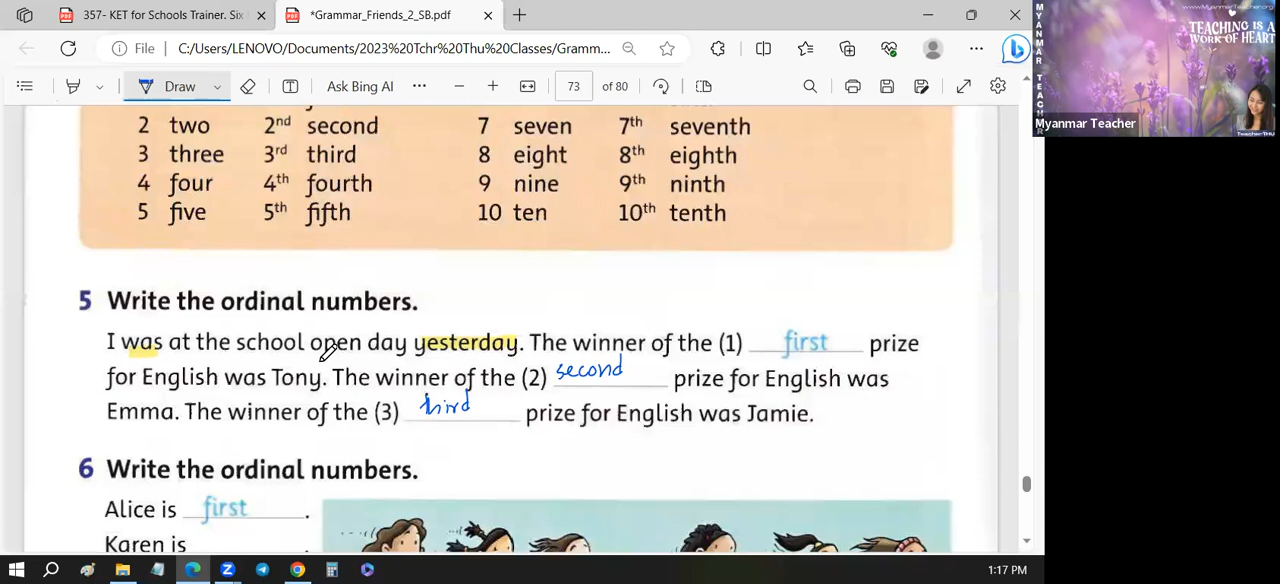 357- KET for Schools Trainer. Six
*Grammar_Friends_2_SB.pdf
File C:/Users/LENOVO/Documents/2023%20Tchr%20Thu%20Classes/Gramm...
Draw Ask Bing AI 73 of 80
2 two 2nd second 7 seven 7th seventh
3 three 3rd third 8 eight 8th eighth
4 four 4th fourth 9 nine 9th ninth
5 five 5th fifth 10 ten 10th tenth
5 Write the ordinal numbers.
I was at the school open day yesterday. The winner of the (1) first prize
for English was Tony. The winner of the (2) second prize for English was
Emma. The winner of the (3) third prize for English was Jamie.
6 Write the ordinal numbers.
Alice is first .
Karen is .
MYANMAR TEACHER
TEACHING IS A
WORK OF HEART
Myanmar Teacher
1:17 PM